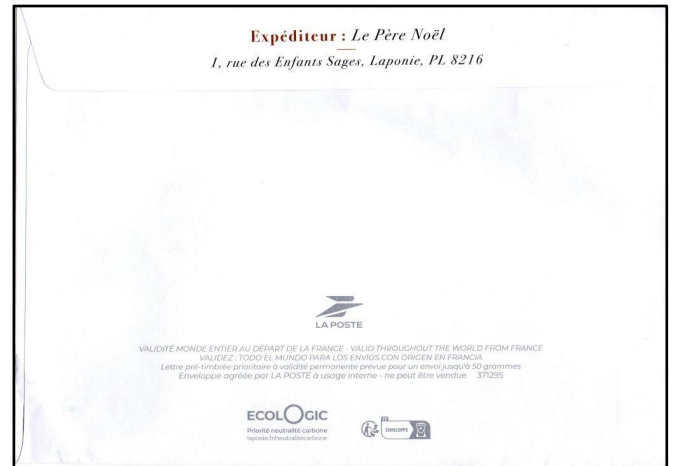 Expéditeur : Le Père Noël
1, rue des Enfants Sages, Laponie, PL 8216
LA POSTE
VALIDITÉ MONDE ENTIER AU DÉPART DE LA FRANCE - VALID THROUGHOUT THE WORLD FROM FRANCE
VALIDEZ : TODO EL MUNDO PARA LOS ENVIOS CON ORIGEN EN FRANCIA
Lettre pré-timbrée prioritaire à validité permanente prévue pour un envoi jusqu'à 50 grammes
Enveloppe agréée par LA POSTE à usage interne - ne peut être vendue 371295
ECOLOGIC
Priorité neutralité carbone
laposte.fr/neutralitecarbone
FR
ENVELOPPE